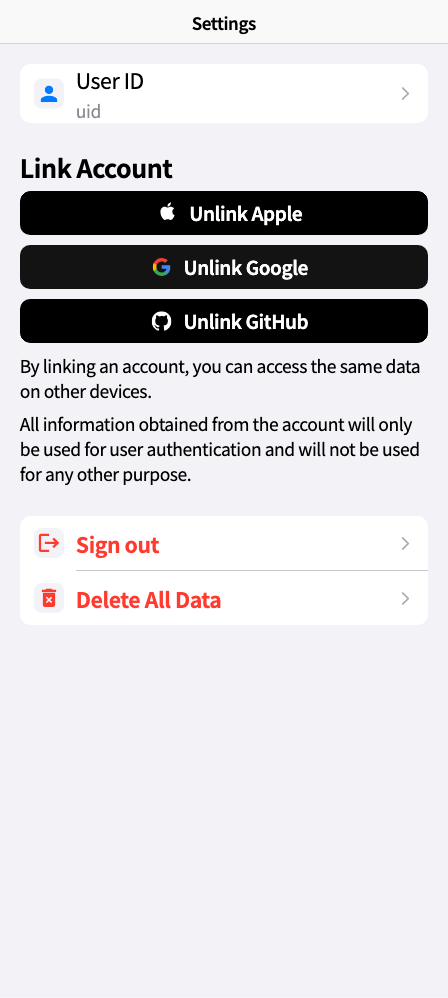 Settings
User ID
uid
Link Account
Unlink Apple
Unlink Google
Unlink GitHub
By linking an account, you can access the same data
on other devices.
All information obtained from the account will only
be used for user authentication and will not be used
for any other purpose.
Sign out
Delete All Data